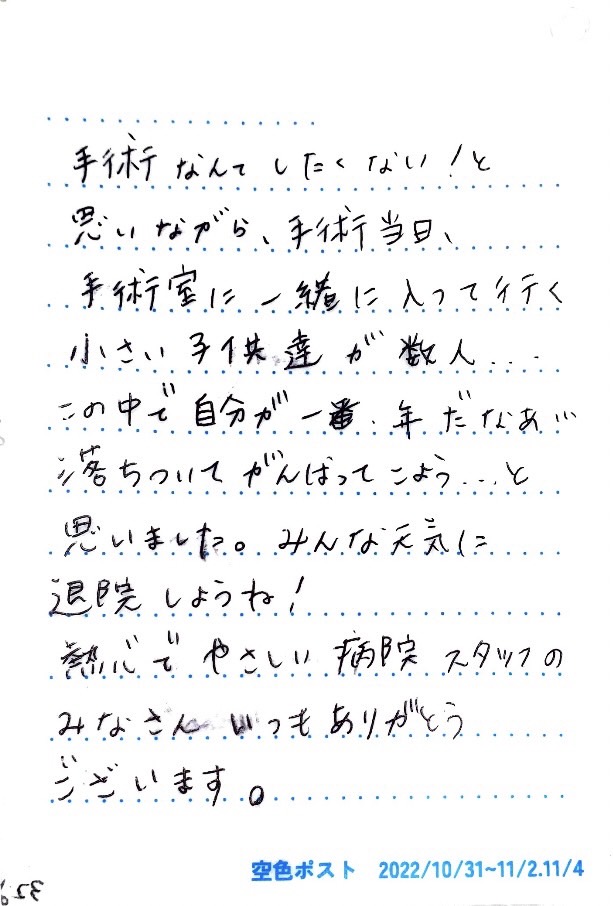 手術なんてしたくない！と
思いながら、手術当日、
手術室に一緒に入って行く
小さい子供達が数人...
この中で自分が一番年だなあ...
落ちついてがんばってこよう...と
思いました。みんな元気に
退院しようね！
熱心でやさしい病院スタッフの
みなさんいつもありがとう
ございます。
空色ポスト 2022/10/31~11/2.11/4